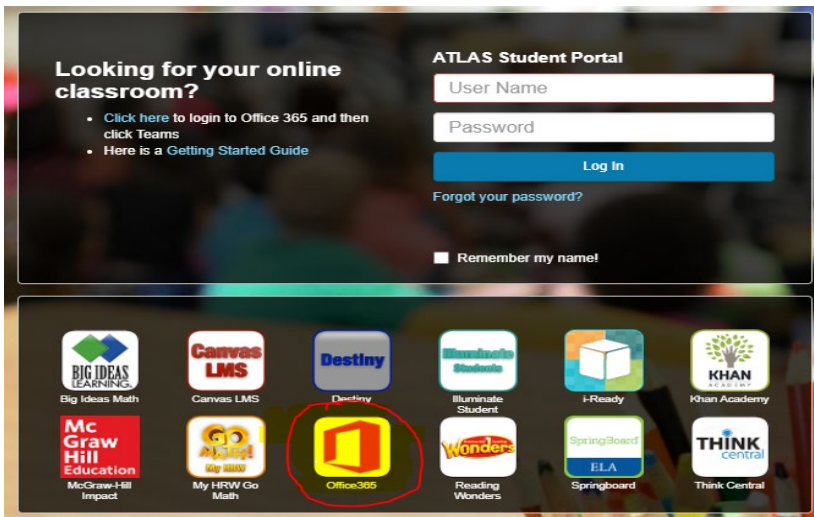 Looking for your online
classroom?
Click here to login to Office 365 and then
click Teams
Here is a Getting Started Guide
ATLAS Student Portal
User Name
Password
Log In
Forgot your password?
Remember my name!
BIG IDEAS
LEARNING.
Big Ideas Math
Canvas
LMS
Canvas LMS
Destiny
Destiny
Illuminate
Students
Illuminate
Student
i-Ready
KHAN
ACADEMY
Khan Academy
Mc
Graw
Hill
Education
McGraw-Hill
Impact
GO
Math!
My HRW
My HRW Go
Math
Office365
Wonders
Reading
Wonders
SpringBoard
ELA
Springboard
THINK
central
Think Central